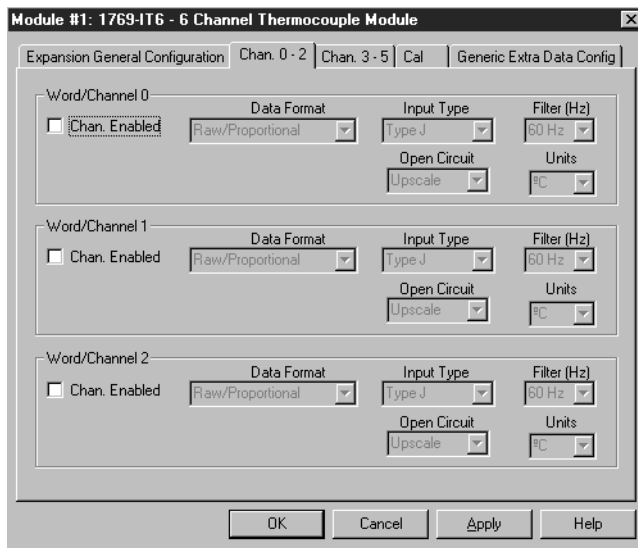 Module #1: 1769-IT6 - 6 Channel Thermocouple Module
Expansion General Configuration
Chan. 0 - 2
Chan. 3 - 5
Cal
Generic Extra Data Config
Word/Channel 0
Chan. Enabled
Data Format
Raw/Proportional
Input Type
Type J
Filter (Hz)
60 Hz
Open Circuit
Upscale
Units
ºC
Word/Channel 1
Chan. Enabled
Data Format
Raw/Proportional
Input Type
Type J
Filter (Hz)
60 Hz
Open Circuit
Upscale
Units
ºC
Word/Channel 2
Chan. Enabled
Data Format
Raw/Proportional
Input Type
Type J
Filter (Hz)
60 Hz
Open Circuit
Upscale
Units
ºC
OK
Cancel
Apply
Help